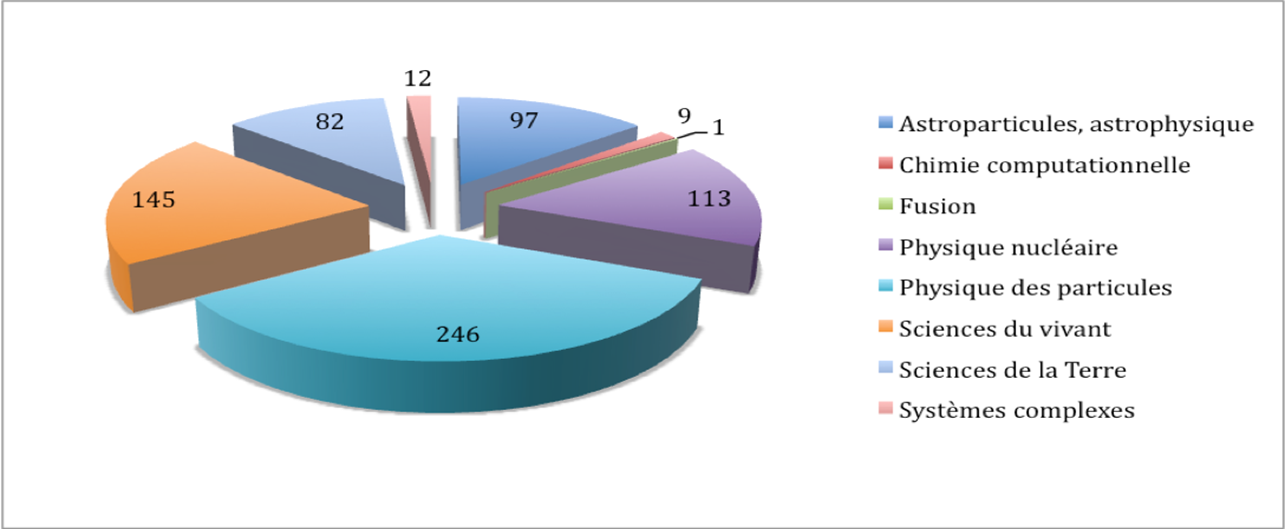 12
82
97
9
1
145
113
246
Astroparticules, astrophysique
Chimie computationnelle
Fusion
Physique nucléaire
Physique des particules
Sciences du vivant
Sciences de la Terre
Systèmes complexes